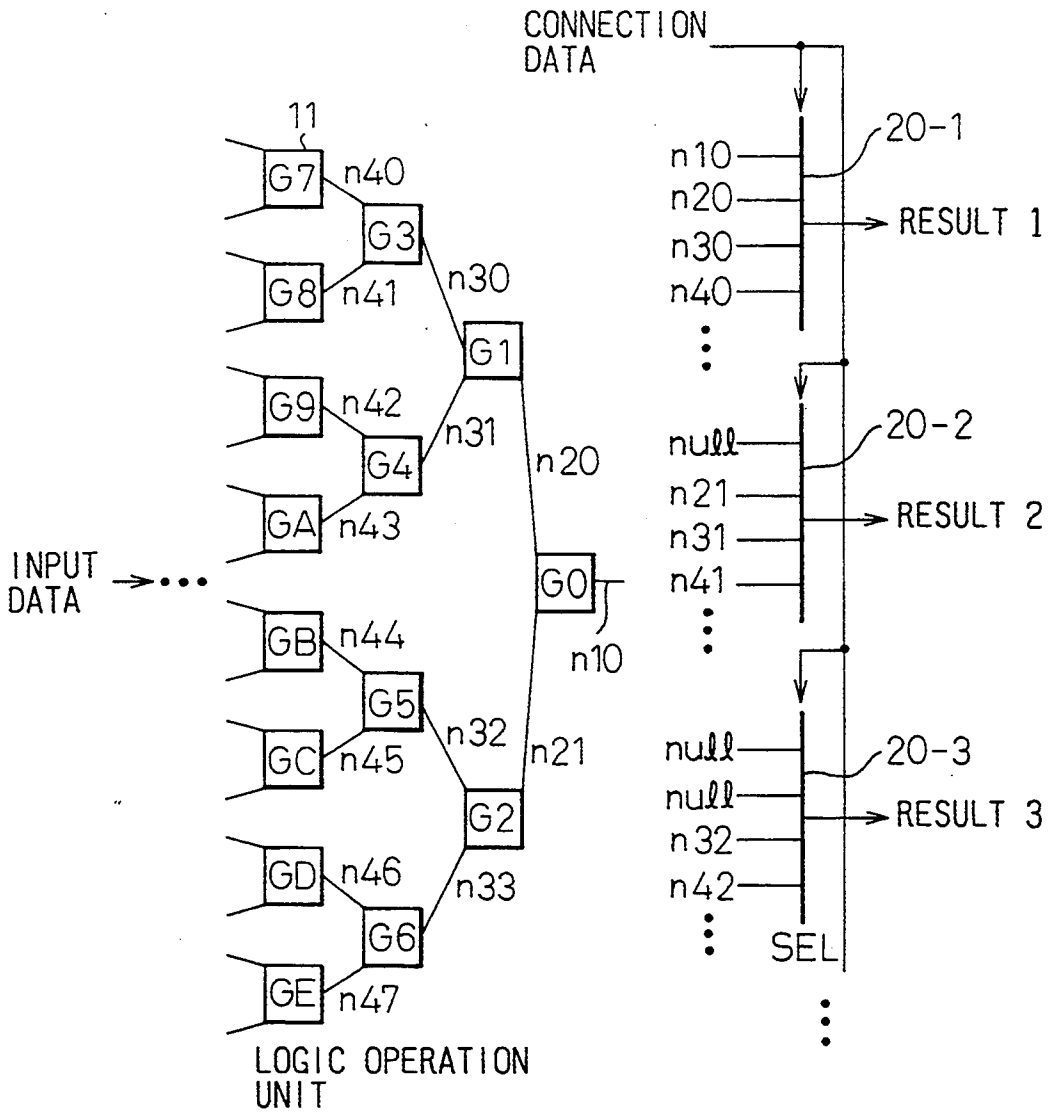 CONNECTION
DATA
11
G7
n40
G3
G8
n41
n30
G1
G9
n42
G4
n31
GA
n43
n20
INPUT
DATA
G0
n10
GB
n44
G5
GC
n45
n32
n21
G2
GD
n46
n33
G6
GE
n47
LOGIC OPERATION
UNIT
20-1
n10
n20
RESULT 1
n30
n40
null
20-2
n21
RESULT 2
n31
n41
null
20-3
null
RESULT 3
n32
n42
SEL